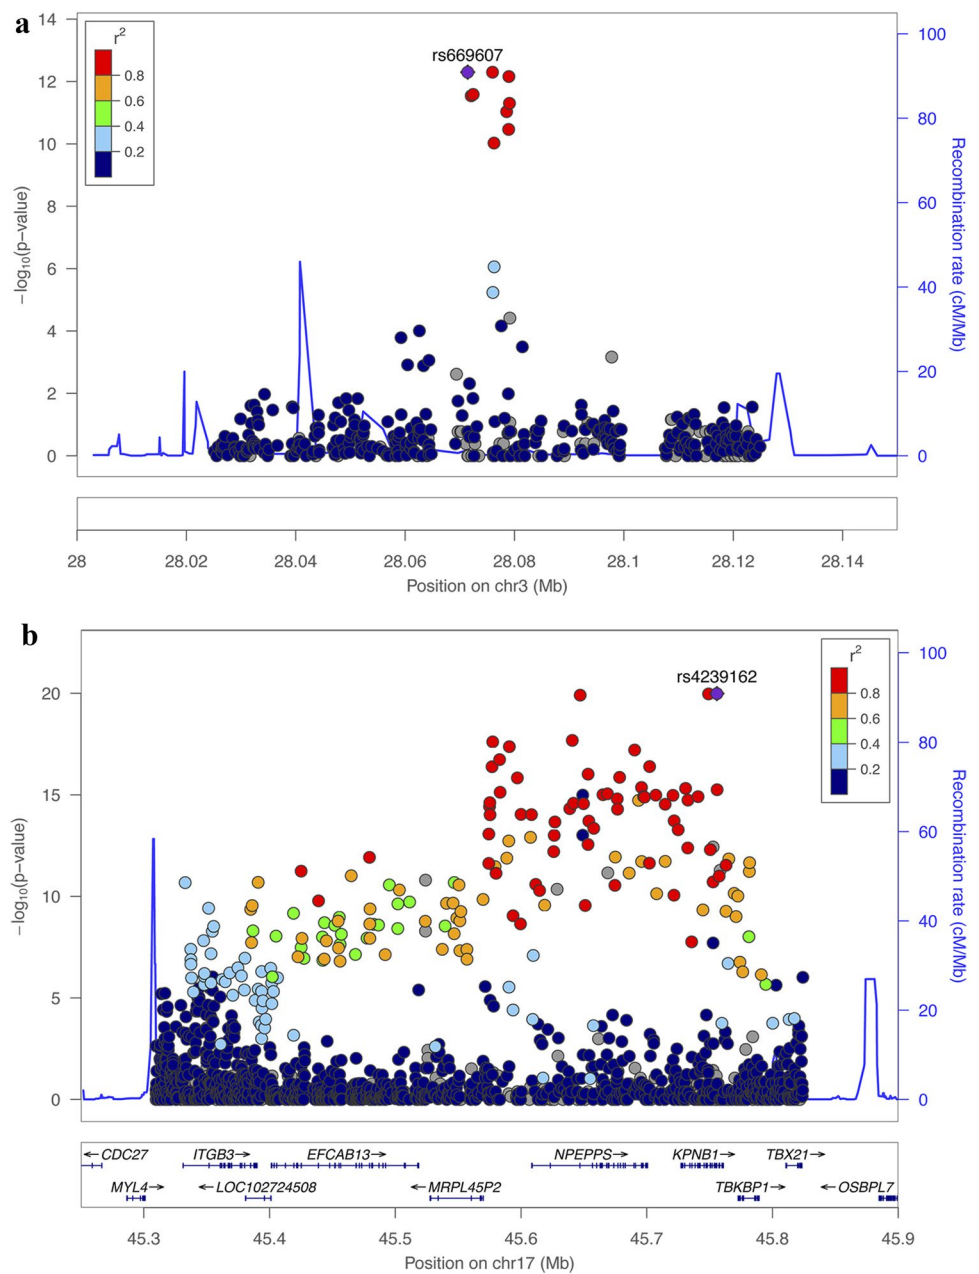 a
r²
0.8
0.6
0.4
0.2
rs669607
14
12
10
8
6
4
2
0
−log₁₀(p−value)
100
80
60
40
20
0
Recombination rate (cM/Mb)
28 28.02 28.04 28.06 28.08 28.1 28.12 28.14
Position on chr3 (Mb)
b
rs4239162
r²
0.8
0.6
0.4
0.2
20
15
10
5
0
−log₁₀(p−value)
100
80
60
40
20
0
Recombination rate (cM/Mb)
←CDC27 ITGB3→ EFCAB13→ NPEPPS→ KPNB1→ TBX21→
MYL4→ ←LOC102724508 ←MRPL45P2 TBKBP1→ ←OSBPL7
45.3 45.4 45.5 45.6 45.7 45.8 45.9
Position on chr17 (Mb)